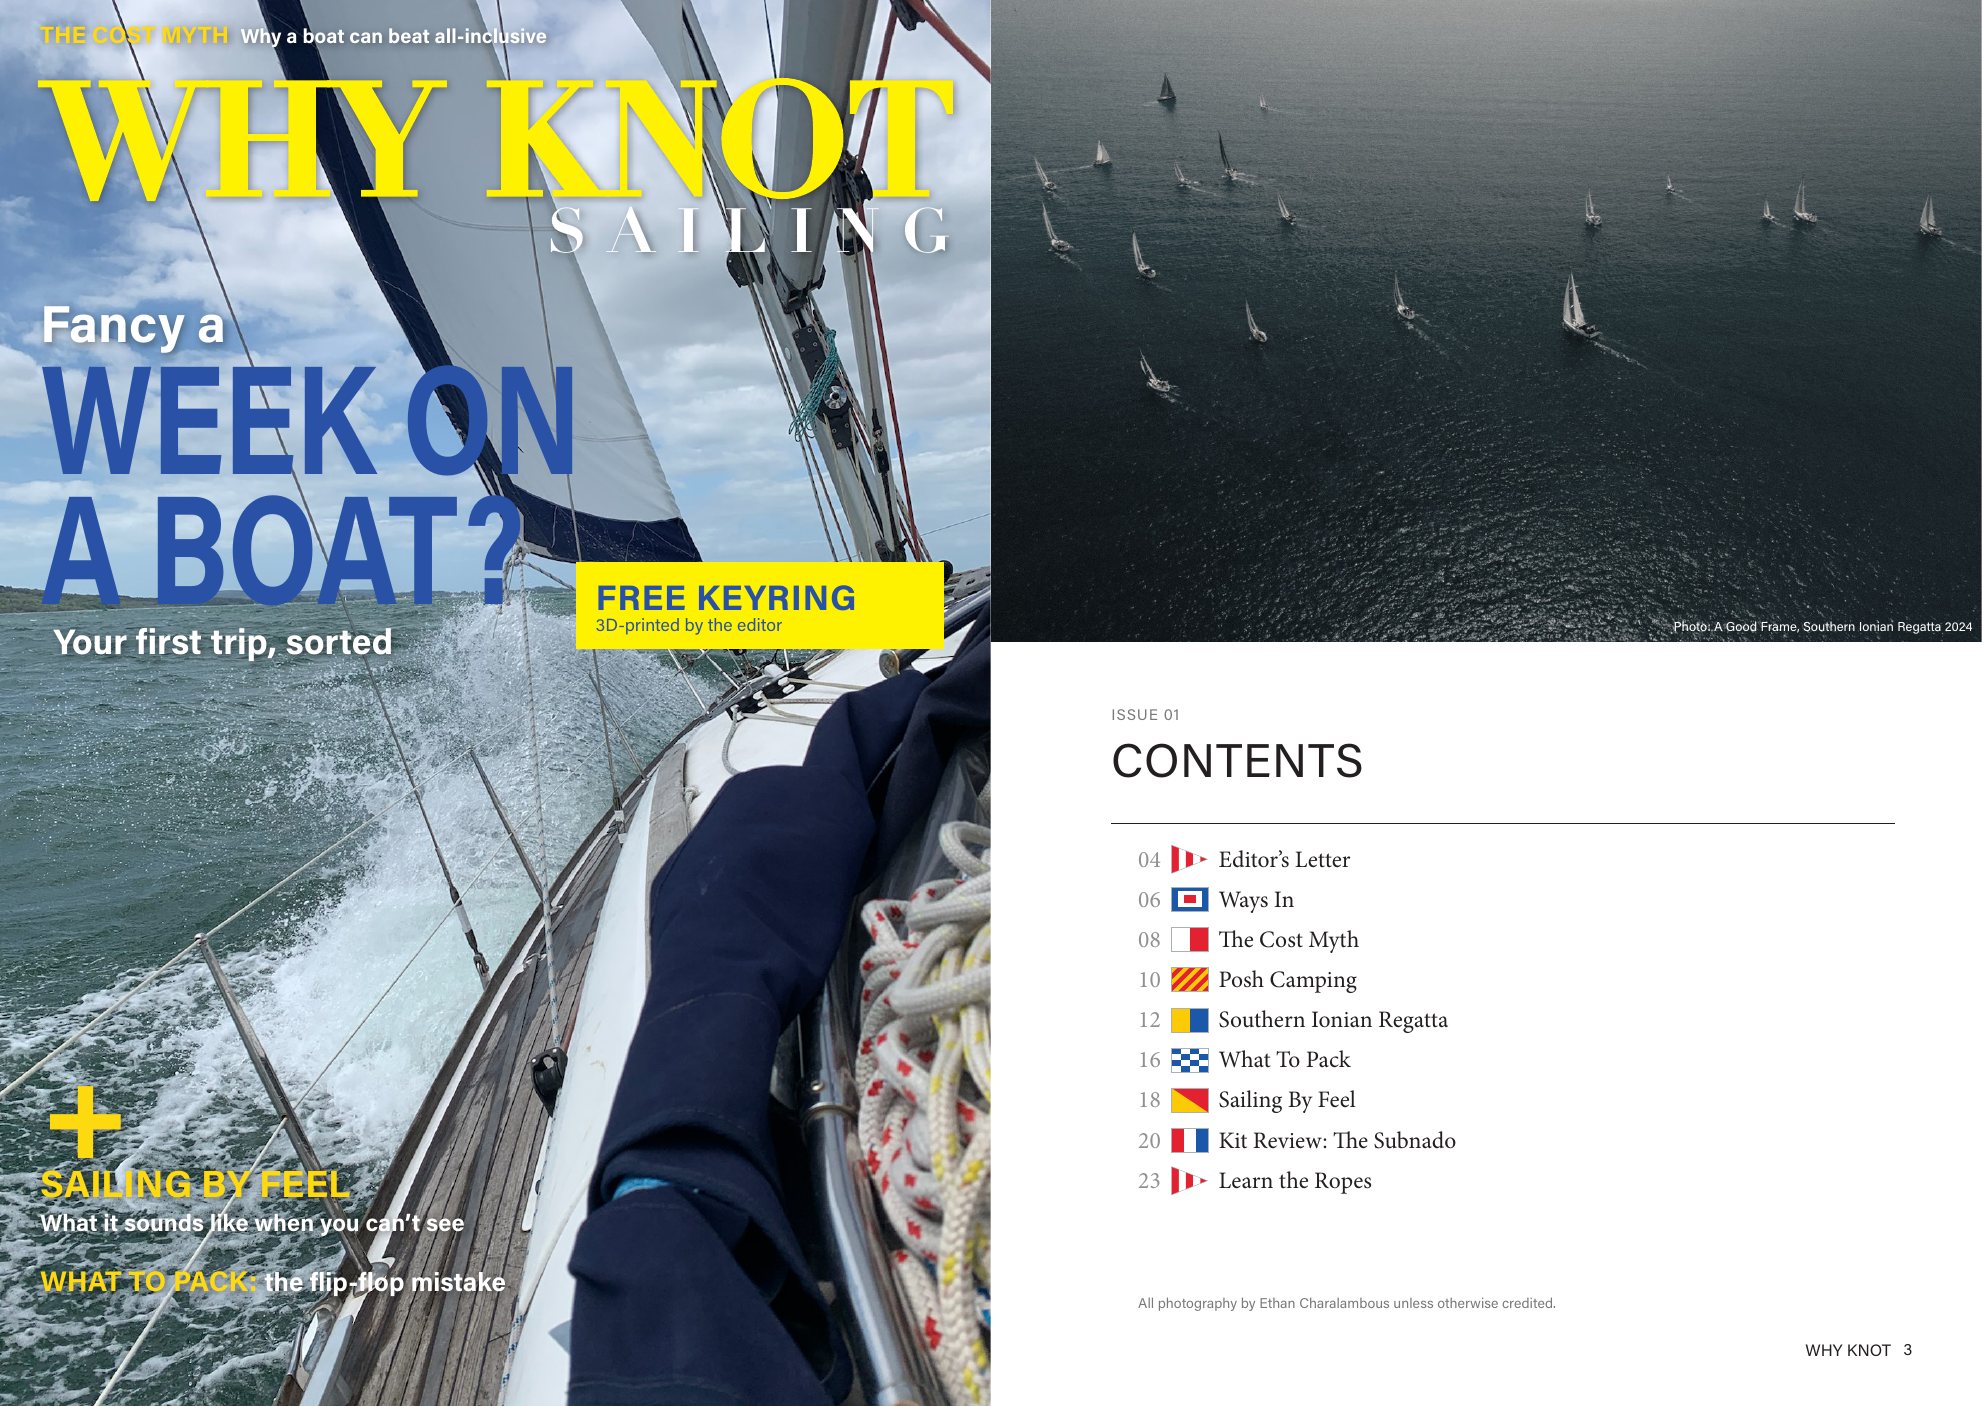 THE COST MYTH Why a boat can beat all-inclusive
WHY KNOT
SAILING
Fancy a
WEEK ON
A BOAT?
Your first trip, sorted
FREE KEYRING
3D-printed by the editor
+
SAILING BY FEEL
What it sounds like when you can't see
WHAT TO PACK: the flip-flop mistake
Photo: A Good Frame, Southern Ionian Regatta 2024
ISSUE 01
CONTENTS
04 Editor's Letter
06 Ways In
08 The Cost Myth
10 Posh Camping
12 Southern Ionian Regatta
16 What To Pack
18 Sailing By Feel
20 Kit Review: The Subnado
23 Learn the Ropes
All photography by Ethan Charalambous unless otherwise credited.
WHY KNOT 3